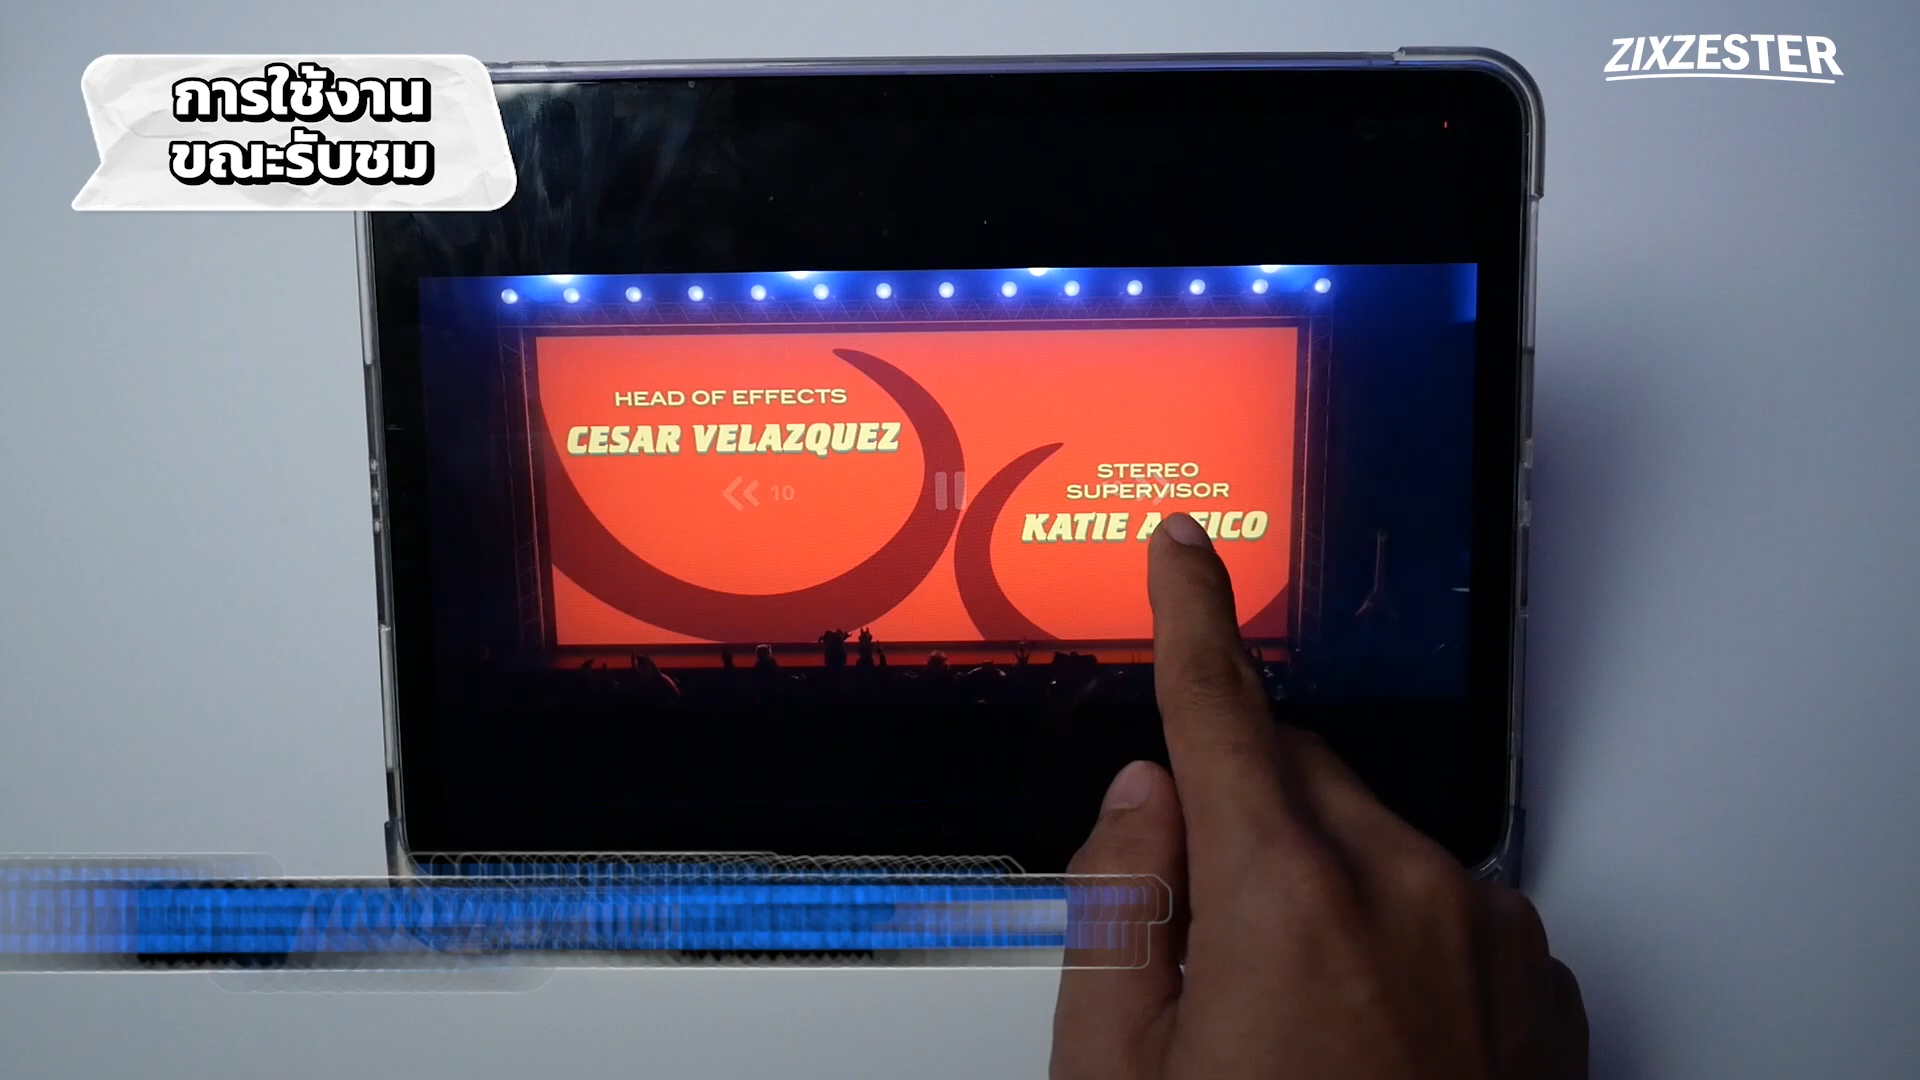 การใช้งาน
ขณะรับชม
ZIXZESTER
HEAD OF EFFECTS
CESAR VELAZQUEZ
10
STEREO
SUPERVISOR
KATIE